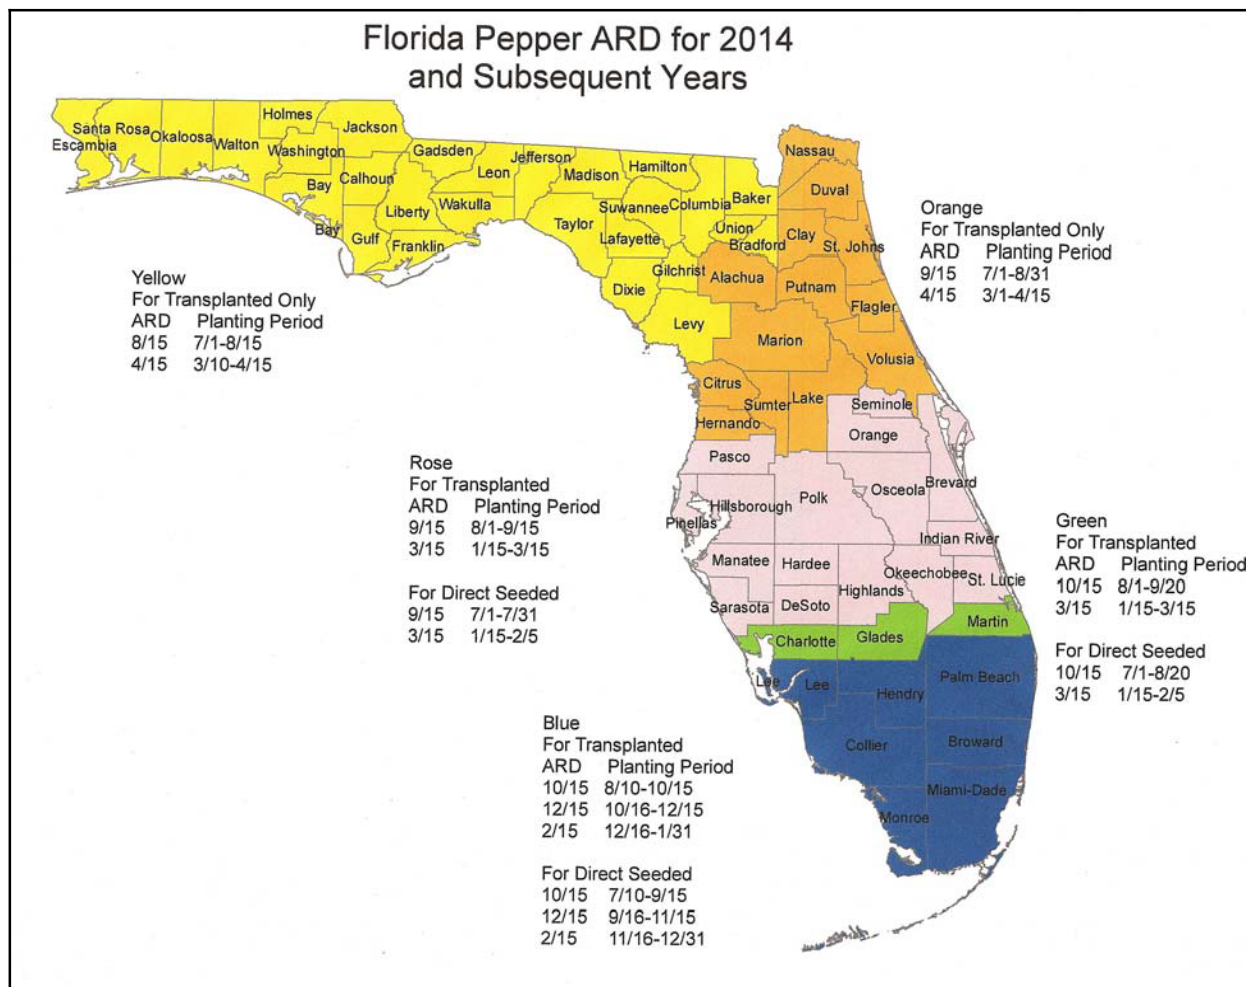 Florida Pepper ARD for 2014
and Subsequent Years
Holmes
Jackson
Santa Rosa
Escambia
Okaloosa
Walton
Washington
Gadsden
Jefferson
Hamilton
Nassau
Leon
Madison
Bay
Calhoun
Baker
Duval
Suwannee
Columbia
Liberty
Wakulla
Taylor
Union
Bay
Gulf
Franklin
Lafayette
Bradford
Clay
St. Johns
Gilchrist
Alachua
Dixie
Putnam
Flagler
Levy
Marion
Volusia
Citrus
Sumter
Lake
Seminole
Hernando
Orange
Pasco
Polk
Osceola
Brevard
Hillsborough
Pinellas
Indian River
Manatee
Hardee
Okeechobee
St. Lucie
Highlands
Sarasota
DeSoto
Martin
Charlotte
Glades
Lee
Lee
Hendry
Palm Beach
Collier
Broward
Miami-Dade
Monroe
Yellow
For Transplanted Only
ARD Planting Period
8/15 7/1-8/15
4/15 3/10-4/15
Orange
For Transplanted Only
ARD Planting Period
9/15 7/1-8/31
4/15 3/1-4/15
Rose
For Transplanted
ARD Planting Period
9/15 8/1-9/15
3/15 1/15-3/15
For Direct Seeded
9/15 7/1-7/31
3/15 1/15-2/5
Green
For Transplanted
ARD Planting Period
10/15 8/1-9/20
3/15 1/15-3/15
For Direct Seeded
10/15 7/1-8/20
3/15 1/15-2/5
Blue
For Transplanted
ARD Planting Period
10/15 8/10-10/15
12/15 10/16-12/15
2/15 12/16-1/31
For Direct Seeded
10/15 7/10-9/15
12/15 9/16-11/15
2/15 11/16-12/31